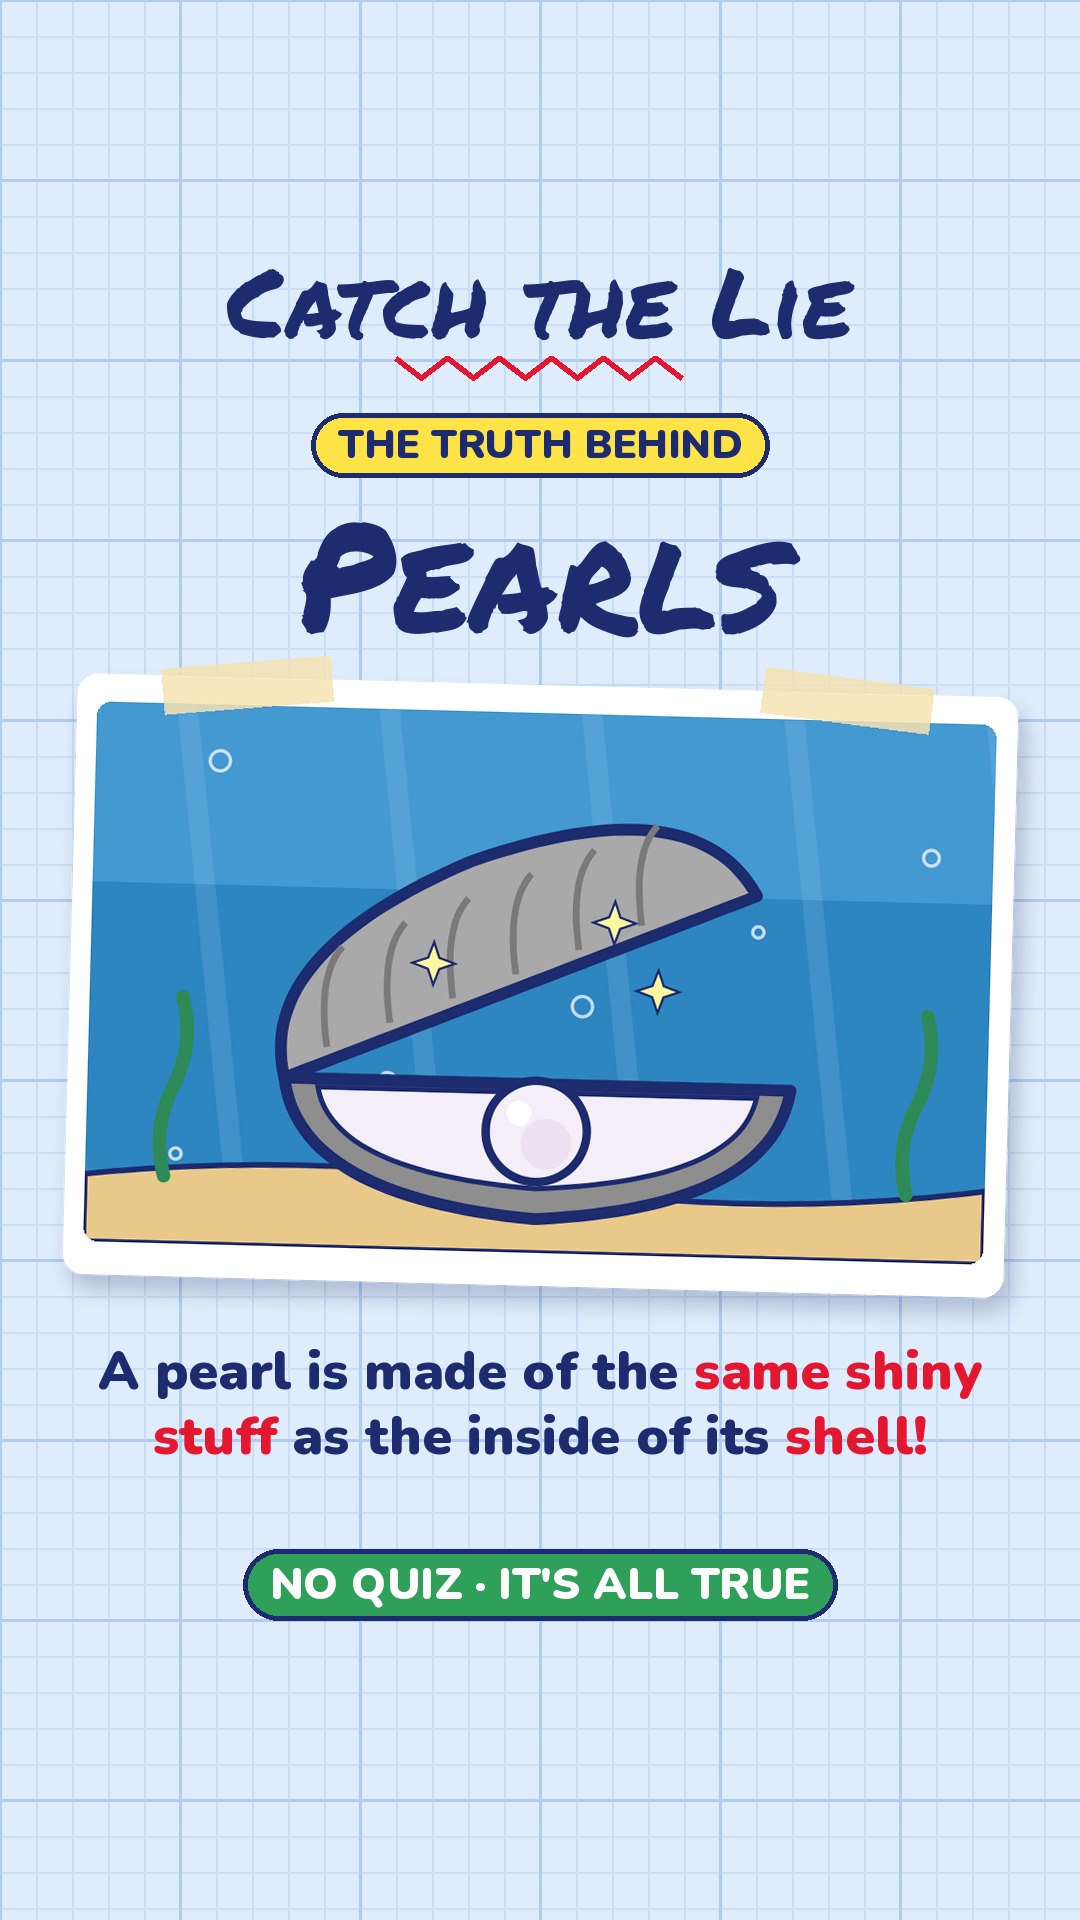 Catch the Lie
THE TRUTH BEHIND
Pearls
A pearl is made of the same shiny
stuff as the inside of its shell!
NO QUIZ · IT'S ALL TRUE